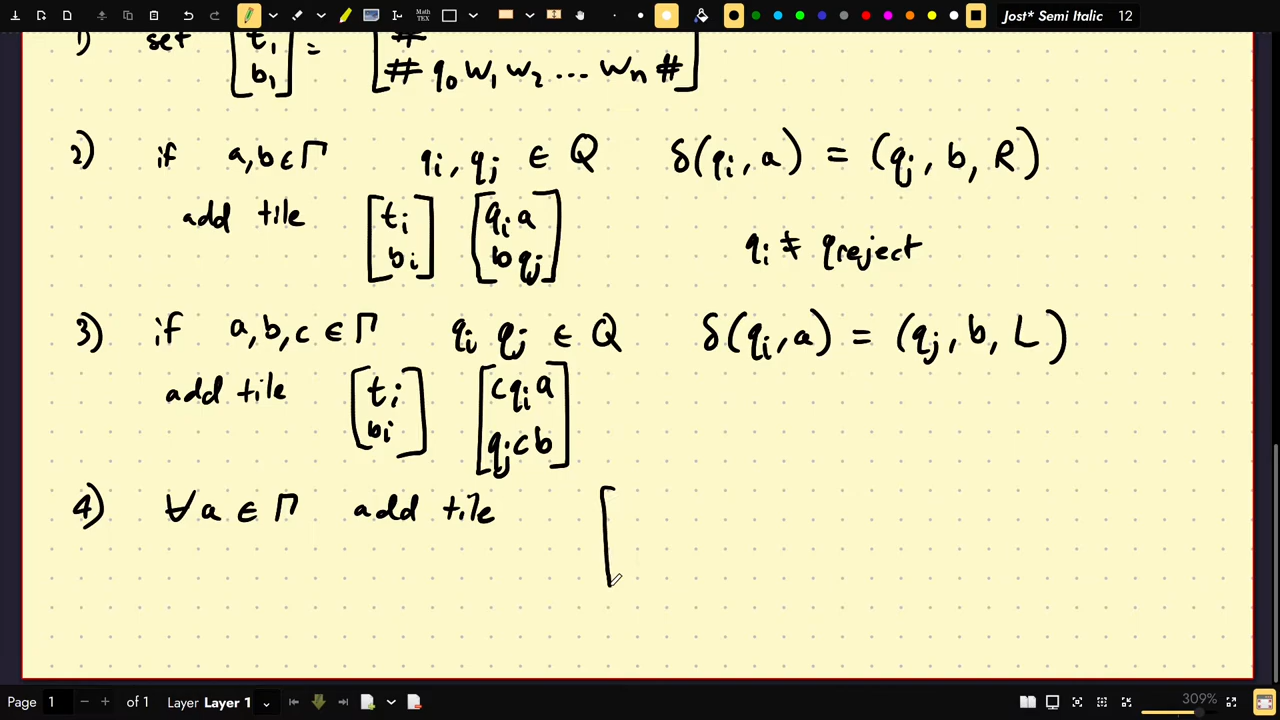 Math TEX Jost* Semi Italic 12
1) set [t₁ b₁] = [# # q₀ w₁ w₂ ... wₙ #]
2) if a,b ∈ Γ qᵢ, qⱼ ∈ Q δ(qᵢ, a) = (qⱼ, b, R)
add tile [tᵢ bᵢ] [qᵢ a b qⱼ]
qᵢ ≠ qreject
3) if a,b,c ∈ Γ qᵢ qⱼ ∈ Q δ(qᵢ, a) = (qⱼ, b, L)
add tile [tᵢ bᵢ] [c qᵢ a qⱼ c b]
4) ∀a ∈ Γ add tile [
Page 1 of 1 Layer Layer 1 309%